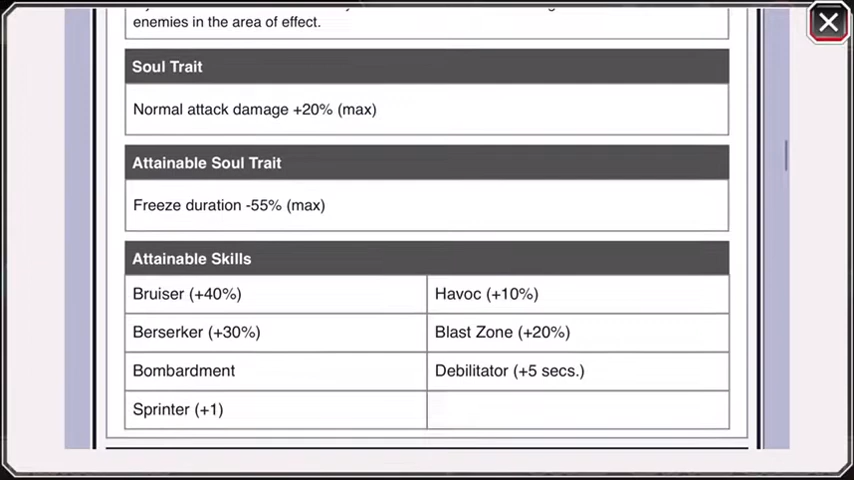 enemies in the area of effect.
Soul Trait
Normal attack damage +20% (max)
Attainable Soul Trait
Freeze duration -55% (max)
Attainable Skills
Bruiser (+40%)
Havoc (+10%)
Berserker (+30%)
Blast Zone (+20%)
Bombardment
Debilitator (+5 secs.)
Sprinter (+1)